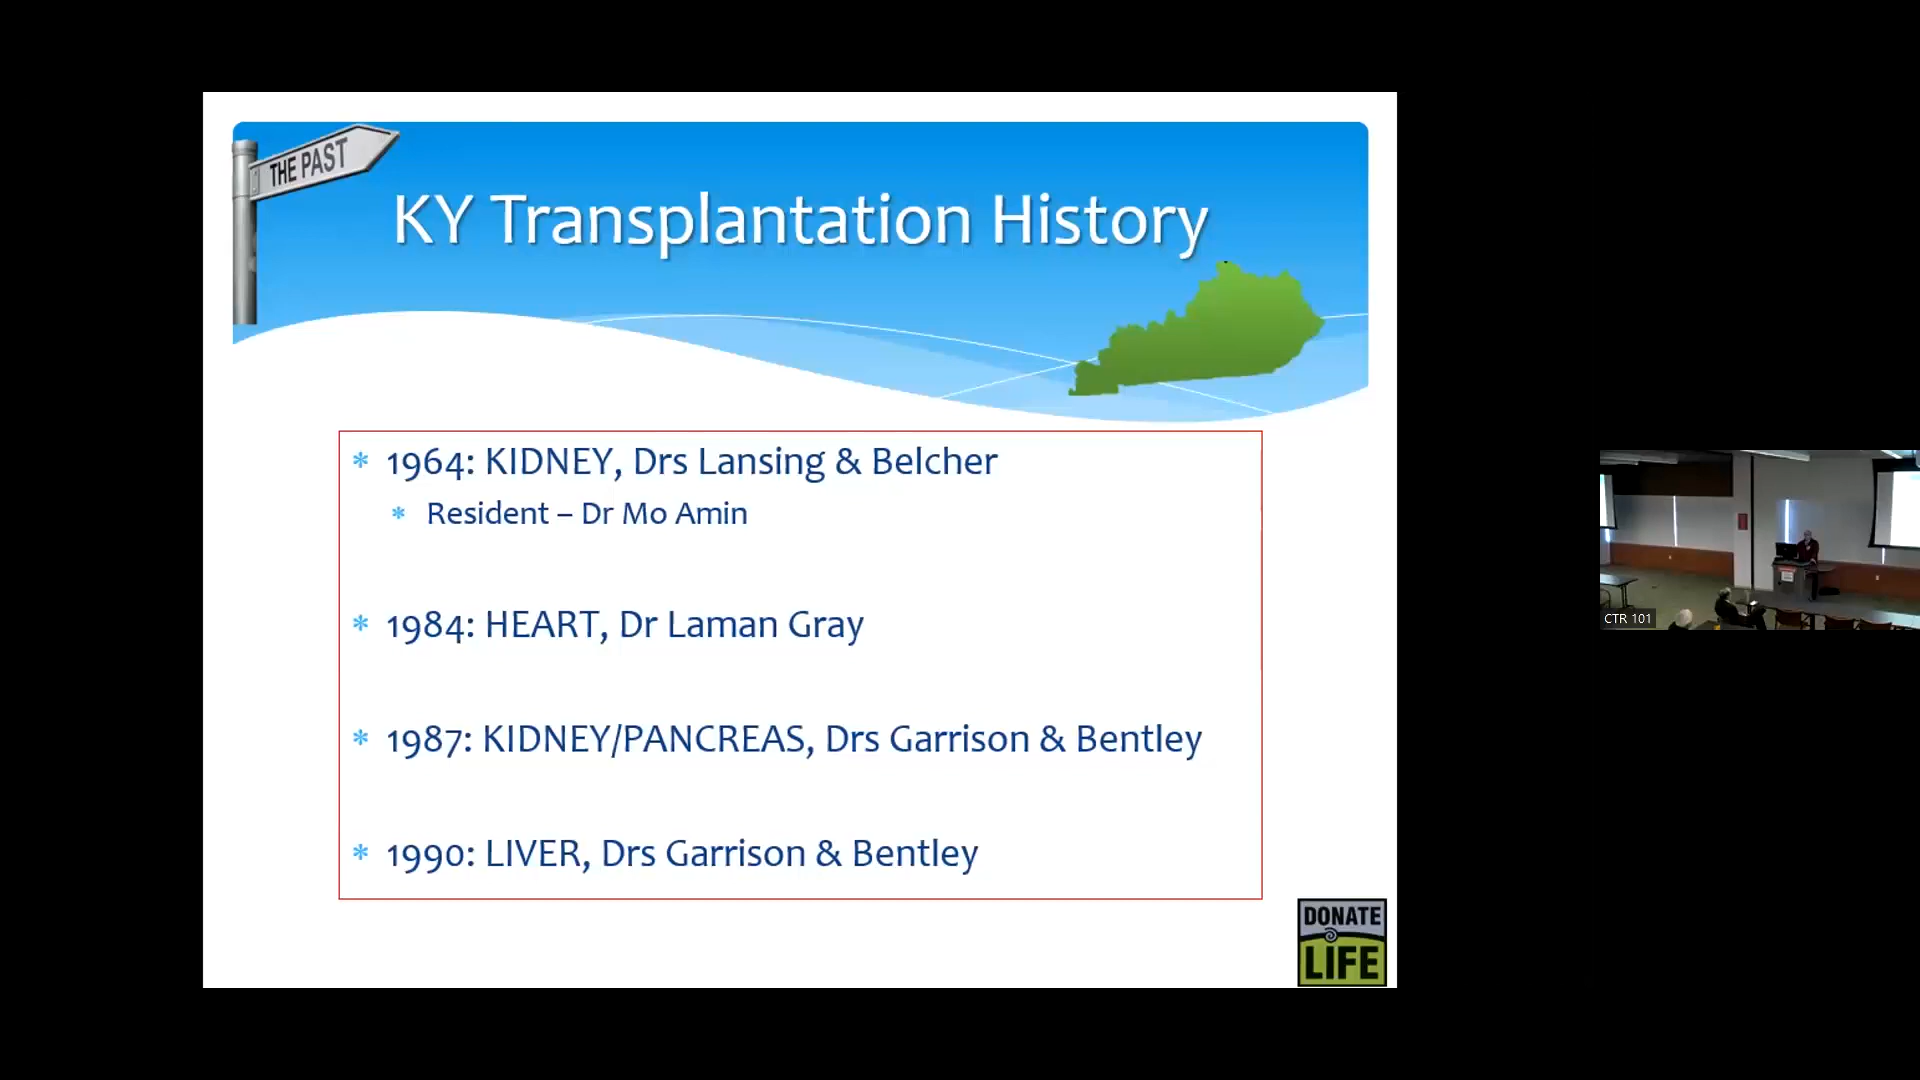 THE PAST
KY Transplantation History
* 1964: KIDNEY, Drs Lansing & Belcher
* Resident – Dr Mo Amin
* 1984: HEART, Dr Laman Gray
* 1987: KIDNEY/PANCREAS, Drs Garrison & Bentley
* 1990: LIVER, Drs Garrison & Bentley
DONATE
LIFE
CTR 101